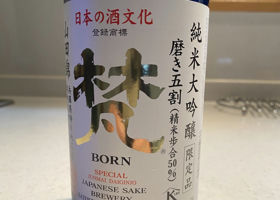 日本の酒文化
登録商標
梵
BORN
SPECIAL
JUNMAI DAIGINJO
JAPANESE SAKE
BREWERY
純米大吟醸
限定品
磨き五割(精米歩合50%)
山田錦